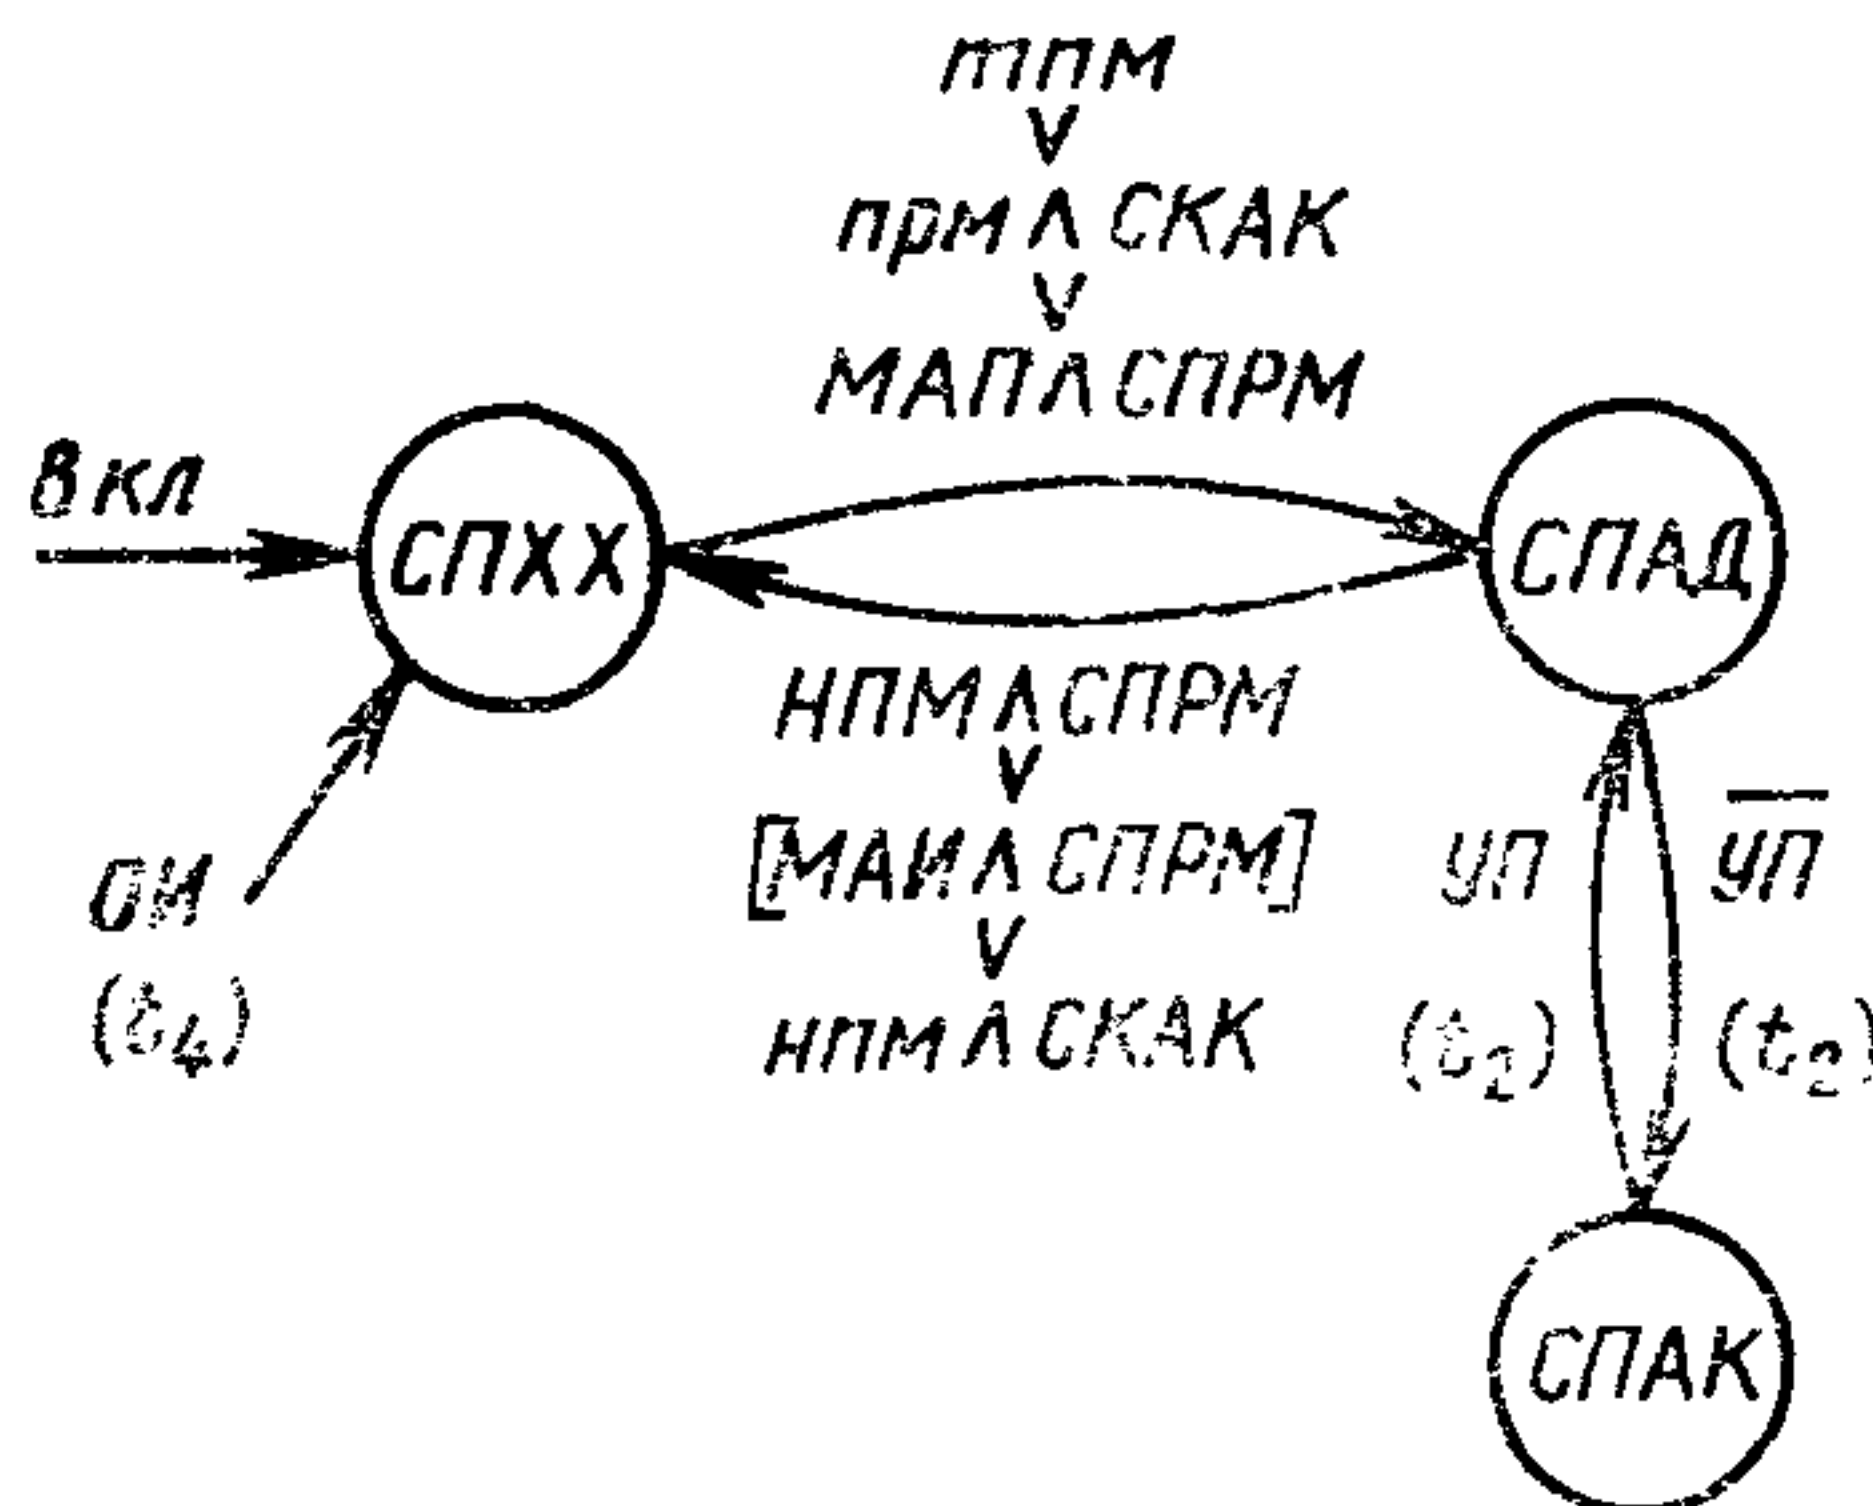 тпм
∨
прм ∧ СКАК
∨
МАП ∧ СПРМ
Вкл
СПХХ
СПАД
НПМ ∧ СПРМ
∨
[МАИ ∧ СПРМ]
∨
нпм ∧ СКАК
ОИ
(t₄)
УП
(t₂)
У̅П̅
(t₂)
СПАК